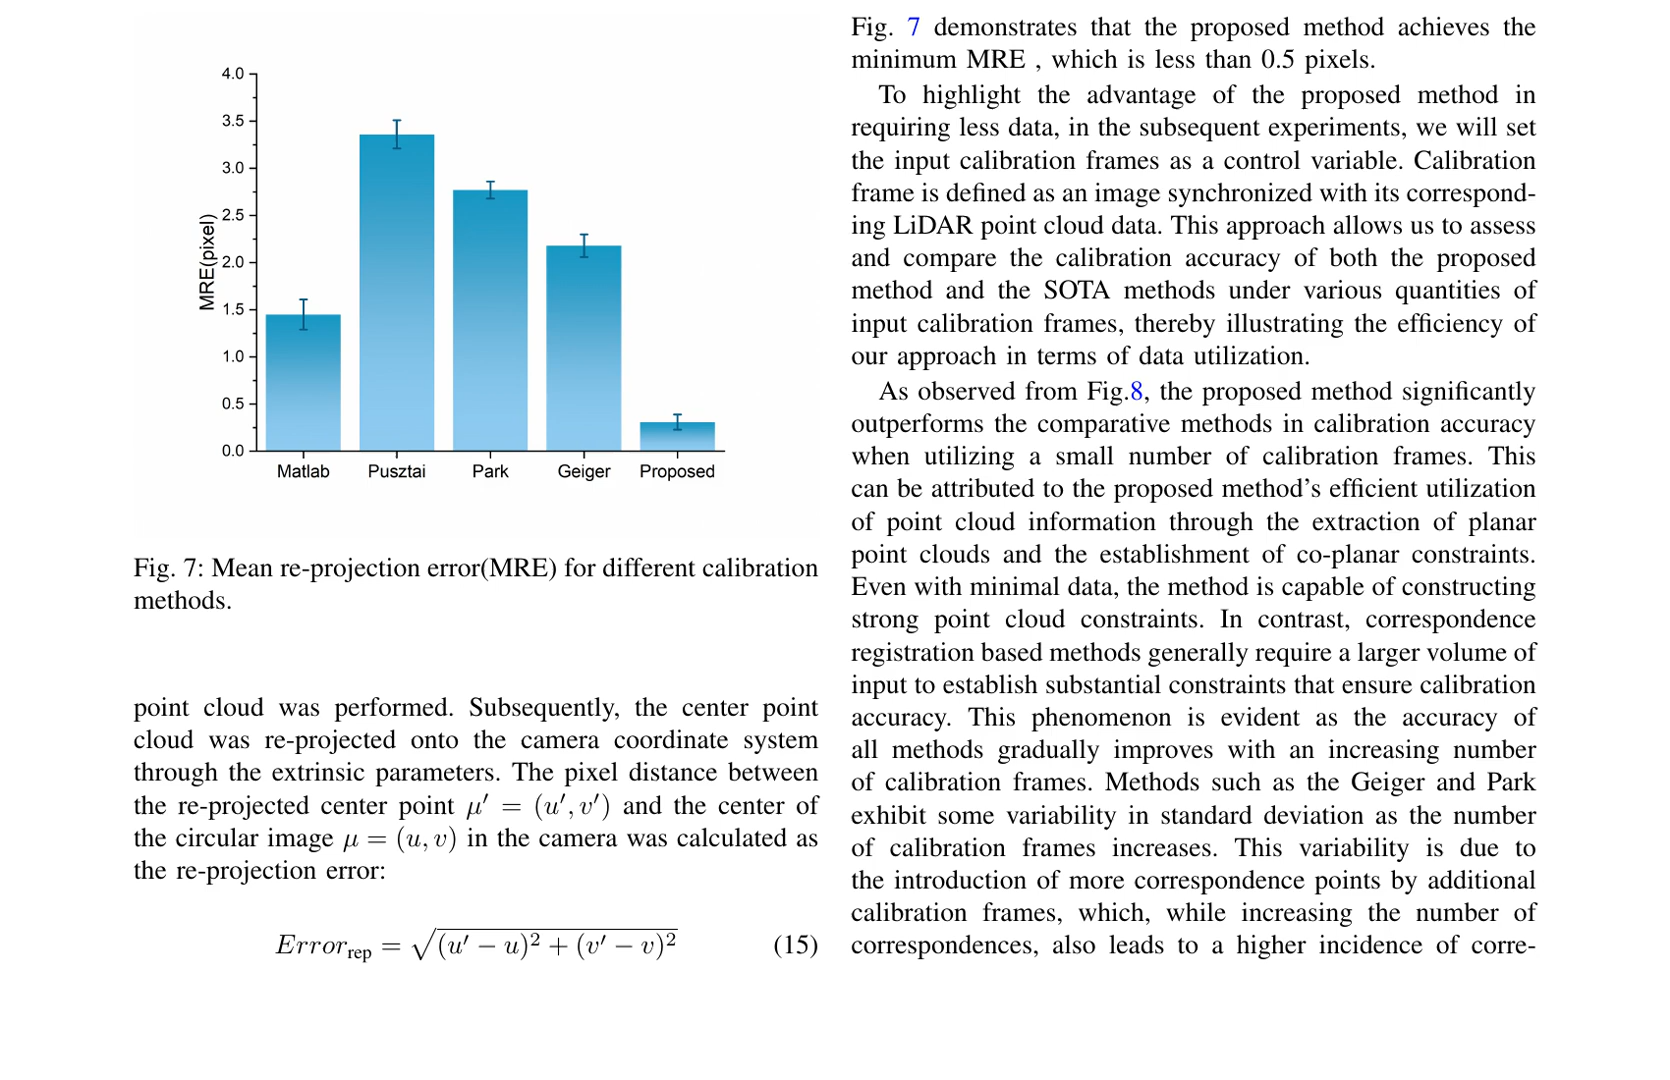 4.0
3.5
3.0
2.5
2.0
1.5
1.0
0.5
0.0
MRE(pixel)
Matlab Pusztai Park Geiger Proposed
Fig. 7: Mean re-projection error(MRE) for different calibration
methods.
point cloud was performed. Subsequently, the center point
cloud was re-projected onto the camera coordinate system
through the extrinsic parameters. The pixel distance between
the re-projected center point μ′ = (u′, v′) and the center of
the circular image μ = (u, v) in the camera was calculated as
the re-projection error:
Error_rep = √((u′ − u)² + (v′ − v)²) (15)
Fig. 7 demonstrates that the proposed method achieves the
minimum MRE , which is less than 0.5 pixels.
To highlight the advantage of the proposed method in
requiring less data, in the subsequent experiments, we will set
the input calibration frames as a control variable. Calibration
frame is defined as an image synchronized with its correspond-
ing LiDAR point cloud data. This approach allows us to assess
and compare the calibration accuracy of both the proposed
method and the SOTA methods under various quantities of
input calibration frames, thereby illustrating the efficiency of
our approach in terms of data utilization.
As observed from Fig.8, the proposed method significantly
outperforms the comparative methods in calibration accuracy
when utilizing a small number of calibration frames. This
can be attributed to the proposed method's efficient utilization
of point cloud information through the extraction of planar
point clouds and the establishment of co-planar constraints.
Even with minimal data, the method is capable of constructing
strong point cloud constraints. In contrast, correspondence
registration based methods generally require a larger volume of
input to establish substantial constraints that ensure calibration
accuracy. This phenomenon is evident as the accuracy of
all methods gradually improves with an increasing number
of calibration frames. Methods such as the Geiger and Park
exhibit some variability in standard deviation as the number
of calibration frames increases. This variability is due to
the introduction of more correspondence points by additional
calibration frames, which, while increasing the number of
correspondences, also leads to a higher incidence of corre-